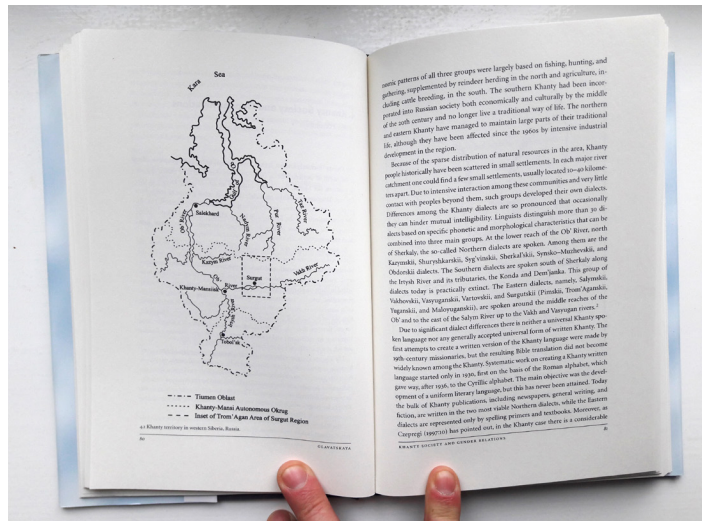 Kara
Sea
Salekhard
Kazym River
Vakh River
Surgut
Khanty-Mansisk
River
Tobol'sk
Tiumen Oblast
Khanty-Mansi Autonomous Okrug
Inset of Trom'Agan Area of Surgut Region
9.1 Khanty territory in western Siberia, Russia.
80
nomic patterns of all three groups were largely based on fishing, hunting, and
gathering, supplemented by reindeer herding in the north and agriculture, in-
cluding cattle breeding, in the south. The southern Khanty had been incor-
porated into Russian society both economically and culturally by the middle
of the 20th century and no longer live a traditional way of life. The northern
and eastern Khanty have managed to maintain large parts of their traditional
life, although they have been affected since the 1960s by intensive industrial
development in the region.
Because of the sparse distribution of natural resources in the area, Khanty
people historically have been scattered in small settlements. In each major river
catchment one could find a few small settlements, usually located 10–40 kilome-
ters apart. Due to intensive interaction among these communities and very little
contact with peoples beyond them, such groups developed their own dialects.
Differences among the Khanty dialects are so pronounced that occasionally
they can hinder mutual intelligibility. Linguists distinguish more than 10 di-
alects based on specific phonetic and morphological characteristics that can be
combined into three main groups. At the lower reach of the Ob' River, north
of Sherkaly, the so-called Northern dialects are spoken. Among them are the
Kazymskii, Shuryshkarskii, Syg'vinskii, Sherkal'skii, Synsko-Muzhevskii, and
Obdorskii dialects. The Southern dialects are spoken south of Sherkaly along
the Irtysh River and its tributaries, the Konda and Dem'janka. This group of
dialects today is practically extinct. The Eastern dialects, namely, Salymskii,
Vakhovskii, Vasyuganskii, Vartovskii, and Surgutskii (Pimskii, Trom'Aganskii,
Yuganskii, and Maloyuganskii), are spoken around the middle reaches of the
Ob' and to the east of the Salym River up to the Vakh and Vasyugan rivers.
Due to significant dialect differences there is neither a universal Khanty spo-
ken language nor any generally accepted universal form of written Khanty. The
first attempts to create a written version of the Khanty language were made by
19th-century missionaries, but the resulting Bible translation did not become
widely known among the Khanty. Systematic work on creating a Khanty written
language started only in 1930, first on the basis of the Roman alphabet, which
gave way, after 1936, to the Cyrillic alphabet. The main objective was the devel-
opment of a uniform literary language, but this has never been attained. Today
the bulk of Khanty publications, including newspapers, general writing, and
fiction, are written in the two most viable Northern dialects, while the Eastern
dialects are represented only by spelling primers and textbooks. Moreover, as
Csepregi (1997:10) has pointed out, in the Khanty case there is a considerable
KHANTY SOCIETY AND GENDER RELATIONS
81